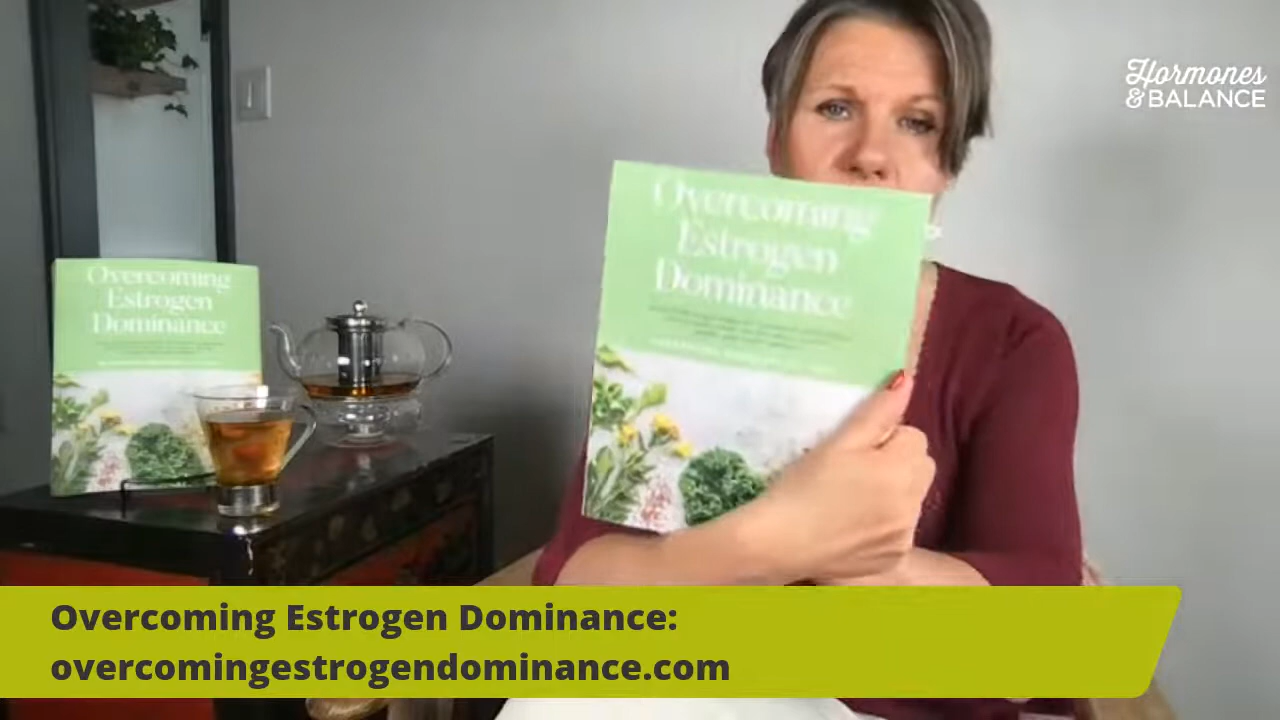 Hormones
& BALANCE
Overcoming
Estrogen
Dominance
Overcoming
Estrogen
Dominance
Overcoming Estrogen Dominance:
overcomingestrogendominance.com